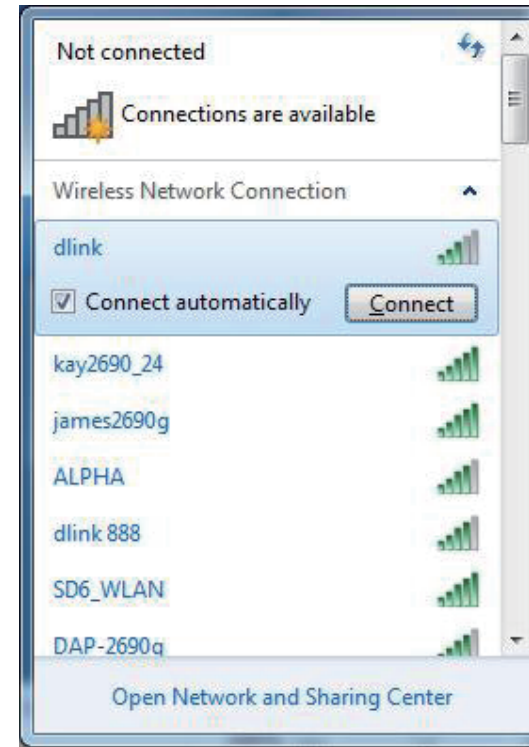 Not connected
Connections are available
Wireless Network Connection
dlink
Connect automatically Connect
kay2690_24
james2690g
ALPHA
dlink 888
SD6_WLAN
DAP-2690g
Open Network and Sharing Center